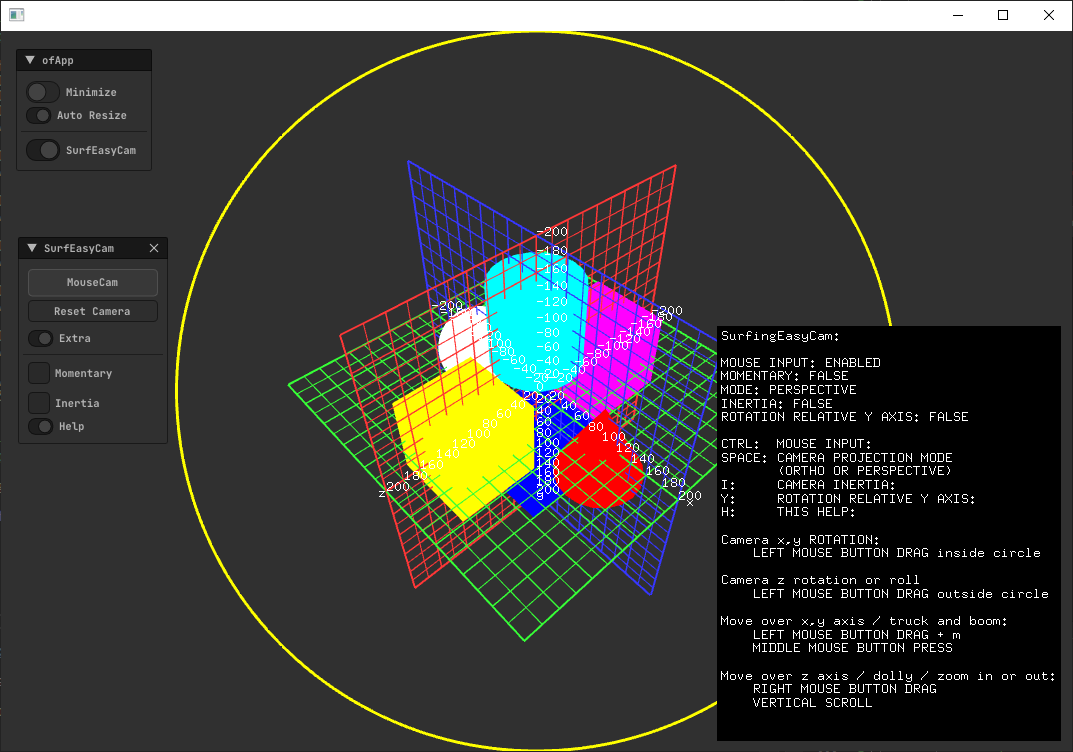 ofApp
Minimize
Auto Resize
SurfEasyCam
SurfEasyCam
MouseCam
Reset Camera
Extra
Momentary
Inertia
Help
-200
-180
-160
-140
-120
-100
-80
-60
-40
-20
20
40
60
80
100
120
140
160
180
200
-200
-180
-160
-140
-100
-80
-60
40
60
80
100
120
140
160
180
200
x
-200
100
-80
-60
-40
-20
180
200
z
SurfingEasyCam:
MOUSE INPUT: ENABLED
MOMENTARY: FALSE
MODE: PERSPECTIVE
INERTIA: FALSE
ROTATION RELATIVE Y AXIS: FALSE
CTRL: MOUSE INPUT:
SPACE: CAMERA PROJECTION MODE
(ORTHO OR PERSPECTIVE)
I: CAMERA INERTIA:
Y: ROTATION RELATIVE Y AXIS:
H: THIS HELP:
Camera x,y ROTATION:
LEFT MOUSE BUTTON DRAG inside circle
Camera z rotation or roll
LEFT MOUSE BUTTON DRAG outside circle
Move over x,y axis / truck and boom:
LEFT MOUSE BUTTON DRAG + m
MIDDLE MOUSE BUTTON PRESS
Move over z axis / dolly / zoom in or out:
RIGHT MOUSE BUTTON DRAG
VERTICAL SCROLL